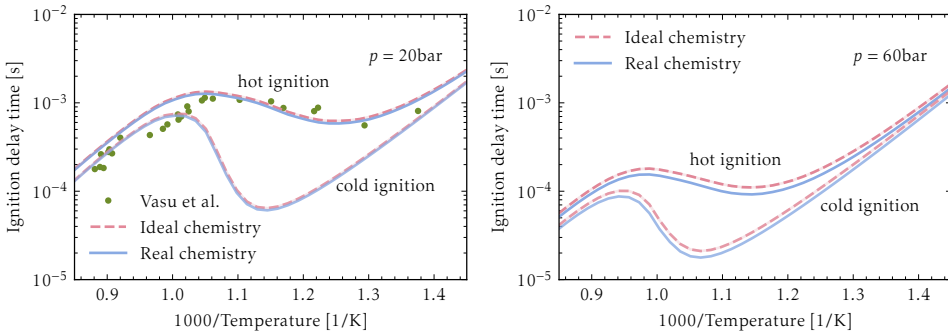 10⁻²
10⁻³
10⁻⁴
10⁻⁵
Ignition delay time [s]
p = 20bar
hot ignition
cold ignition
Vasu et al.
Ideal chemistry
Real chemistry
0.9 1.0 1.1 1.2 1.3 1.4
1000/Temperature [1/K]
10⁻²
10⁻³
10⁻⁴
10⁻⁵
Ignition delay time [s]
Ideal chemistry
Real chemistry
p = 60bar
hot ignition
cold ignition
0.9 1.0 1.1 1.2 1.3 1.4
1000/Temperature [1/K]